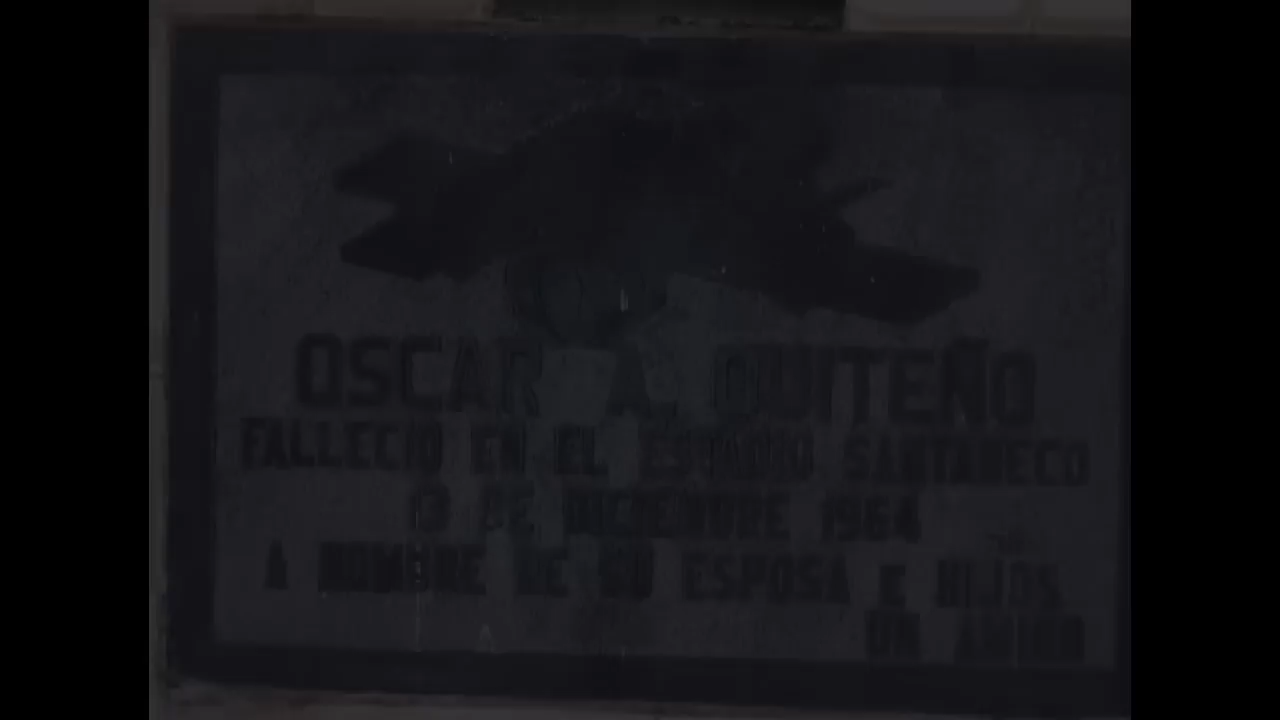 OSCAR A. QUITEÑO
FALLECIO EN EL ESTADIO SANTANECO
13 DE DICIEMBRE 1964
A NOMBRE DE SU ESPOSA E HIJOS
UN AMIGO